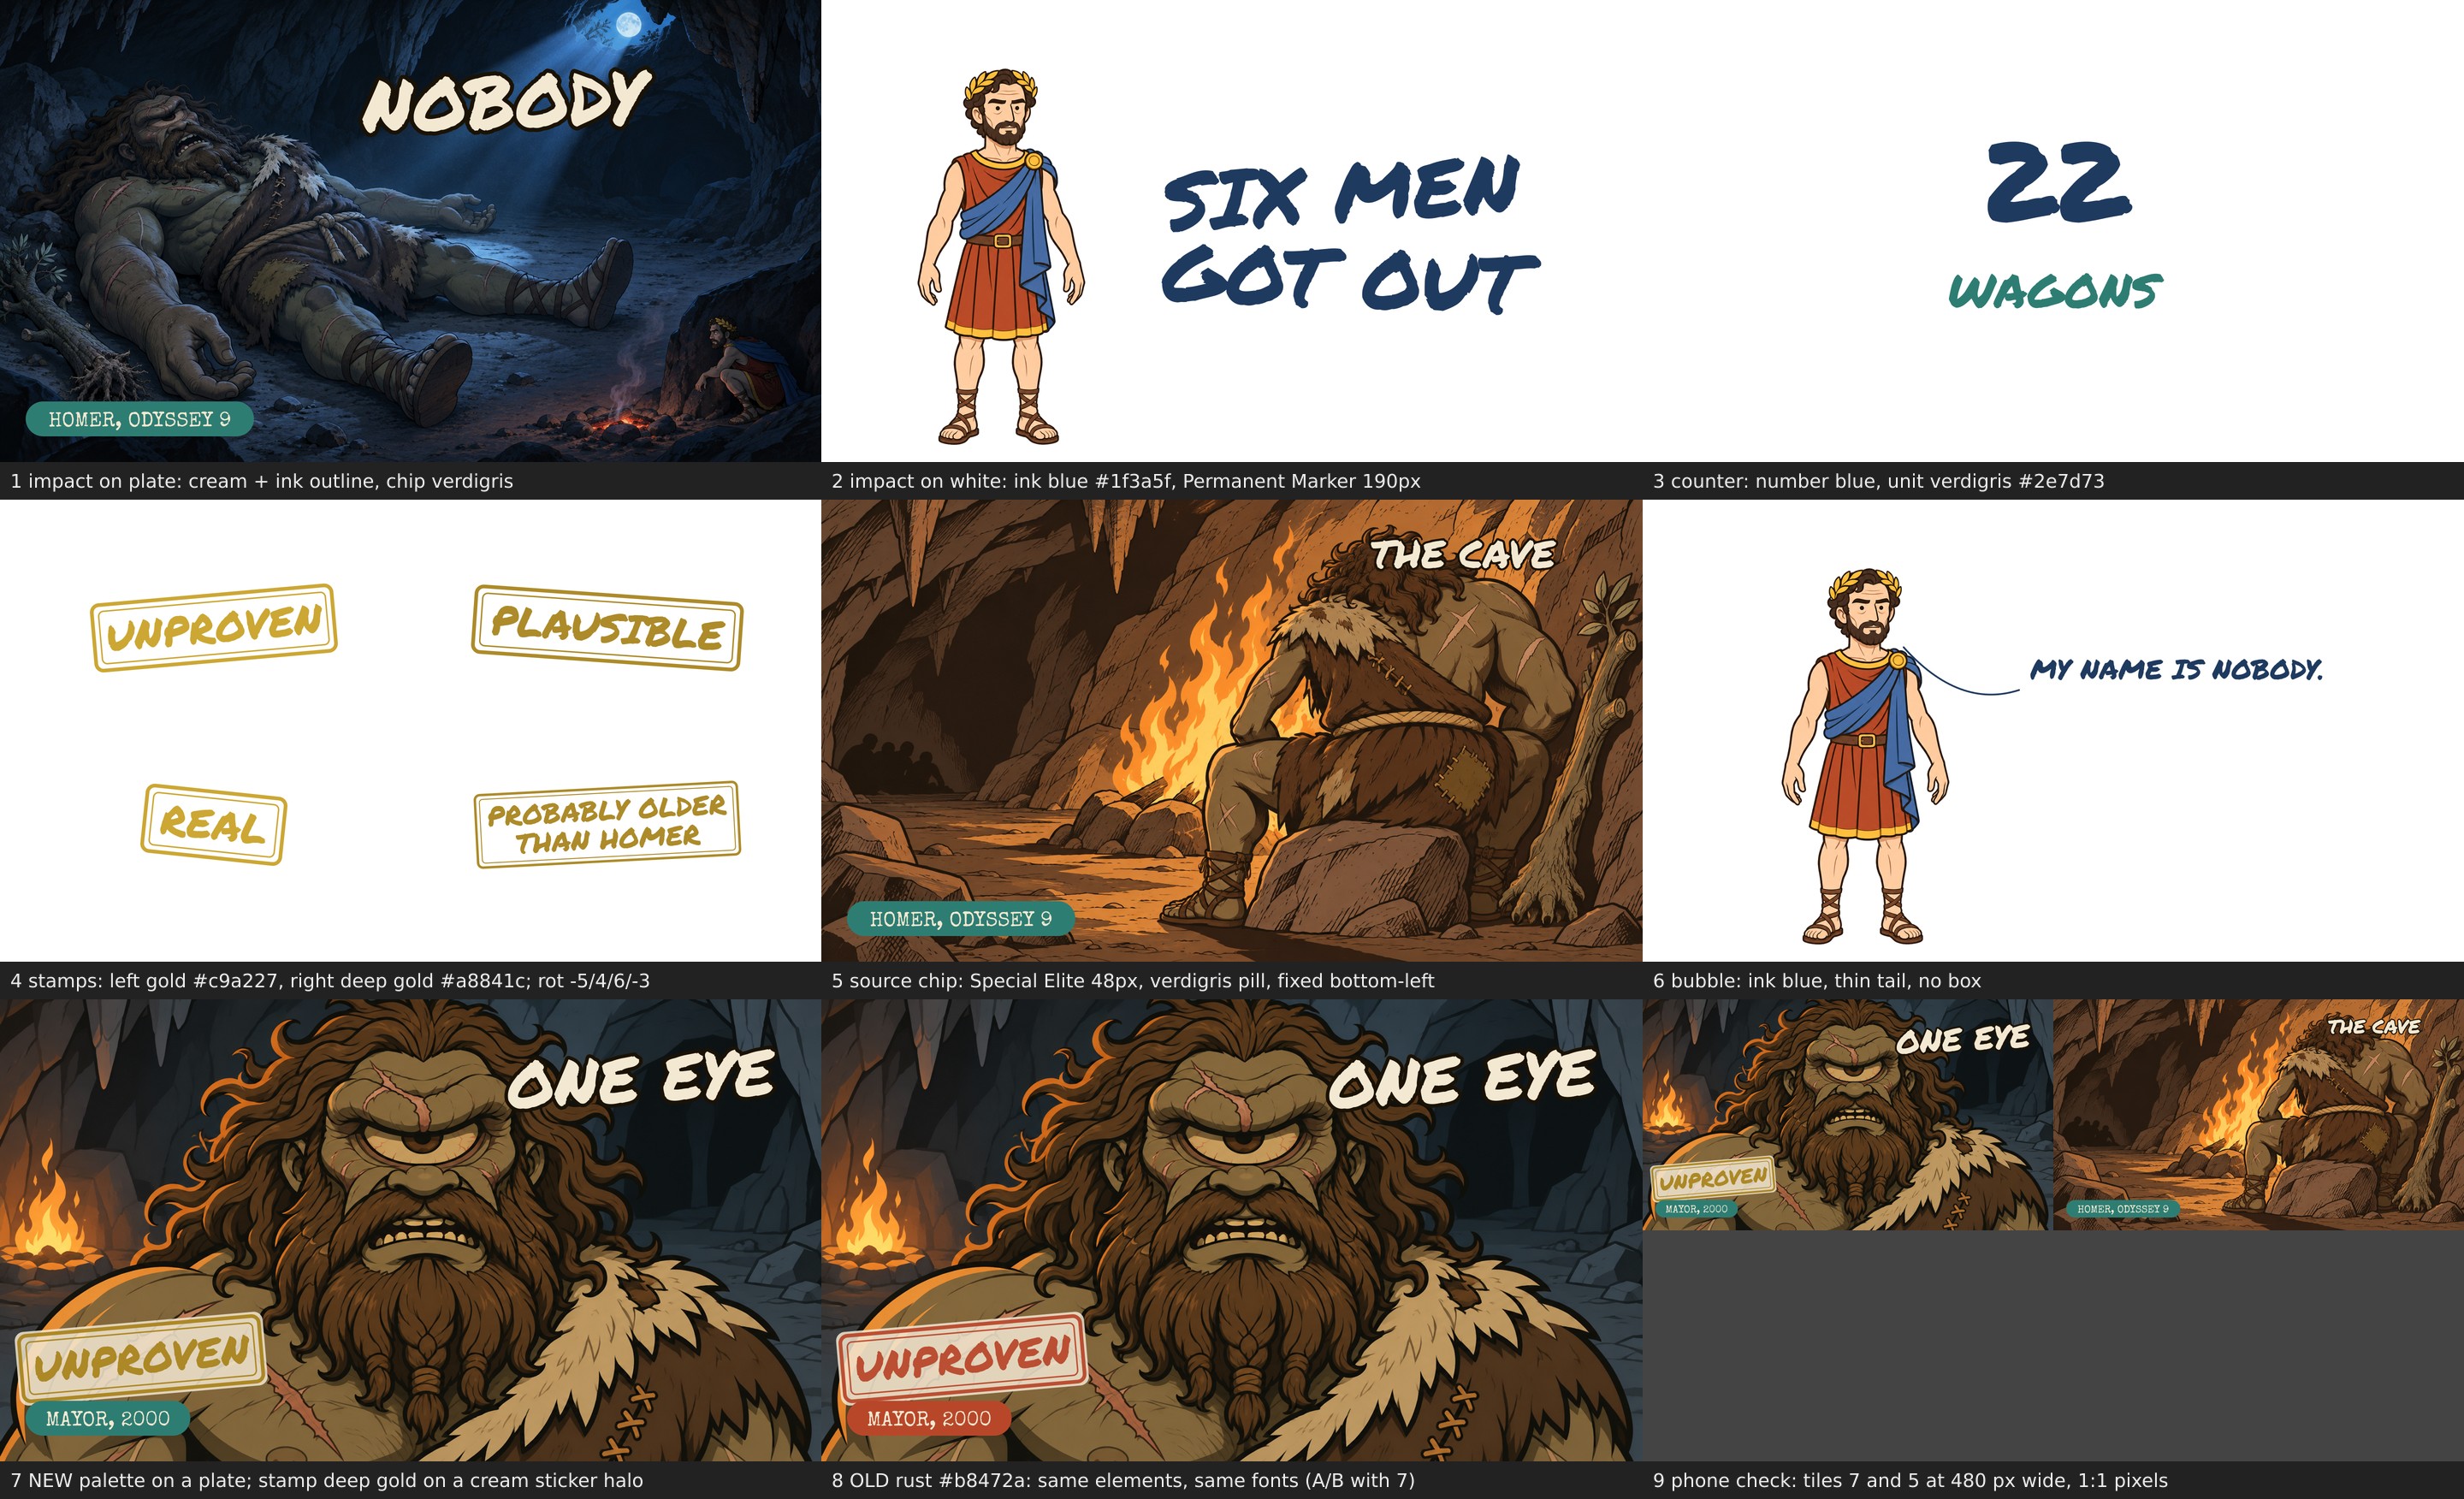 NOBODY
HOMER, ODYSSEY 9
1 impact on plate: cream + ink outline, chip verdigris
SIX MEN
GOT OUT
2 impact on white: ink blue #1f3a5f, Permanent Marker 190px
22
WAGONS
3 counter: number blue, unit verdigris #2e7d73
UNPROVEN
PLAUSIBLE
REAL
PROBABLY OLDER
THAN HOMER
4 stamps: left gold #c9a227, right deep gold #a8841c; rot -5/4/6/-3
THE CAVE
HOMER, ODYSSEY 9
5 source chip: Special Elite 48px, verdigris pill, fixed bottom-left
MY NAME IS NOBODY.
6 bubble: ink blue, thin tail, no box
ONE EYE
UNPROVEN
MAYOR, 2000
7 NEW palette on a plate; stamp deep gold on a cream sticker halo
ONE EYE
UNPROVEN
MAYOR, 2000
8 OLD rust #b8472a: same elements, same fonts (A/B with 7)
ONE EYE
UNPROVEN
MAYOR, 2000
THE CAVE
HOMER, ODYSSEY 9
9 phone check: tiles 7 and 5 at 480 px wide, 1:1 pixels